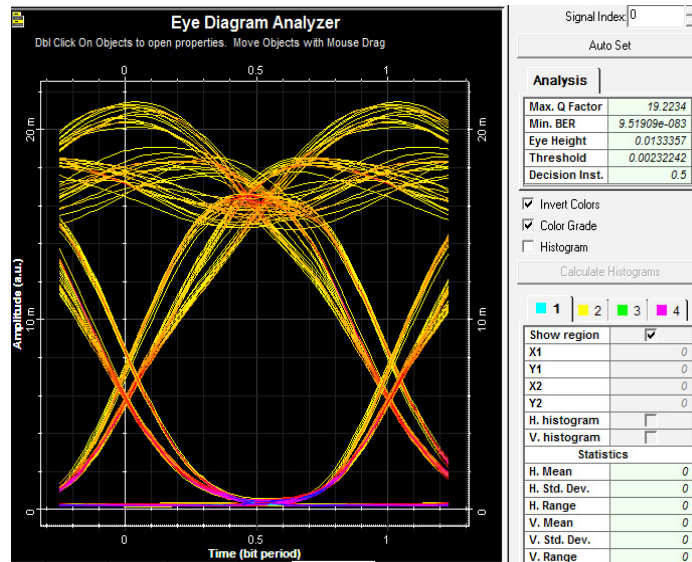 Eye Diagram Analyzer
Dbl Click On Objects to open properties. Move Objects with Mouse Drag
0 0.5 1
20 m 20 m
10 m 10 m
0 0
Amplitude (a.u.)
0 0.5 1
Time (bit period)
Signal Index: 0
Auto Set
Analysis
Max. Q Factor 19.2234
Min. BER 9.51909e-083
Eye Height 0.0133357
Threshold 0.00232242
Decision Inst. 0.5
Invert Colors
Color Grade
Histogram
Calculate Histograms
1 2 3 4
Show region
X1 0
Y1 0
X2 0
Y2 0
H. histogram
V. histogram
Statistics
H. Mean 0
H. Std. Dev. 0
H. Range 0
V. Mean 0
V. Std. Dev. 0
V. Range 0